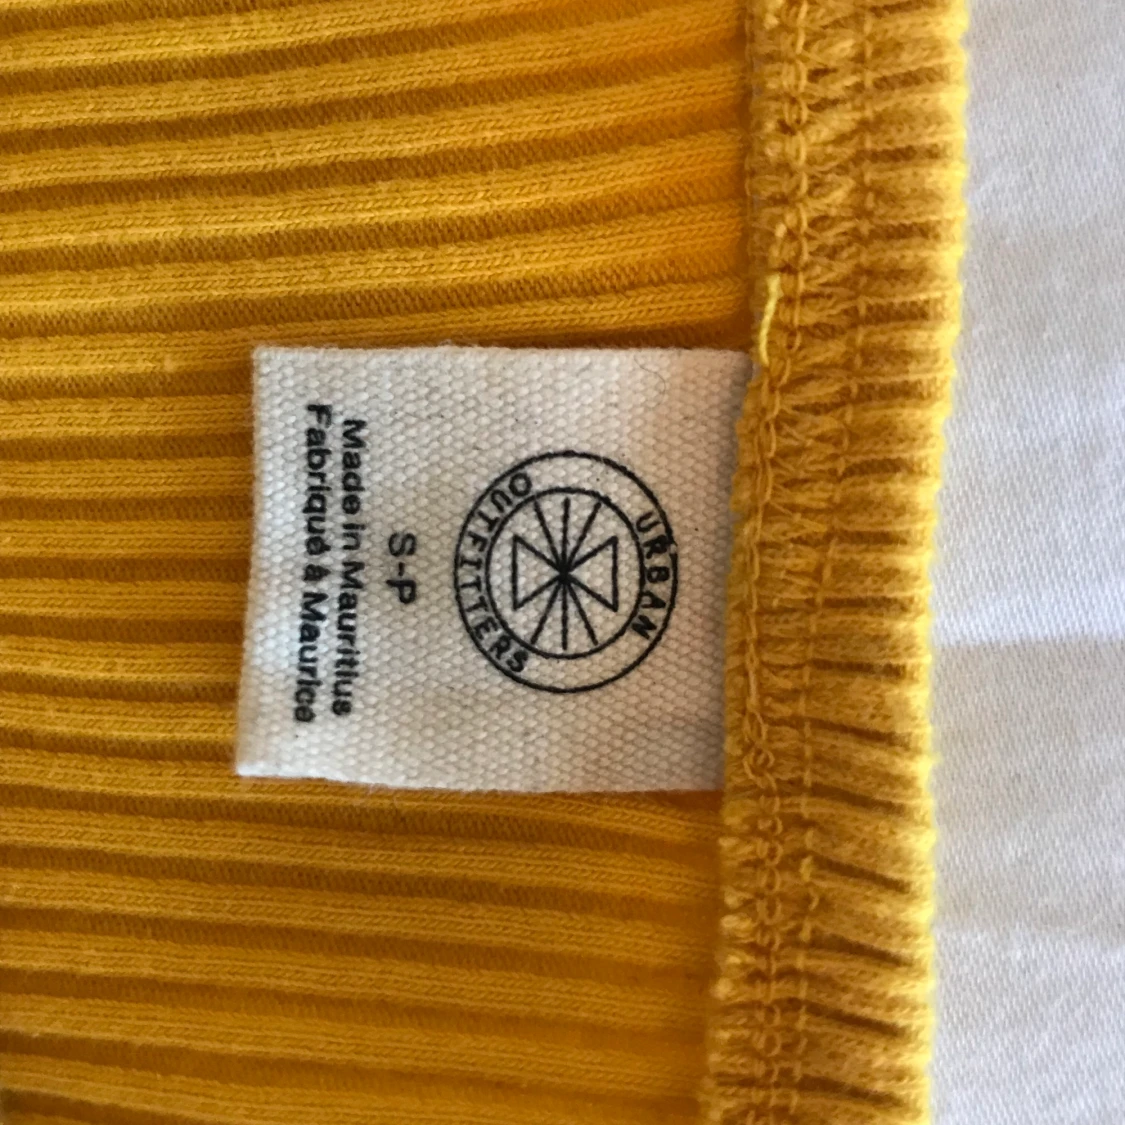 URBAN
OUTFITTERS
S-P
Made in Mauritius
Fabriqué à Maurice